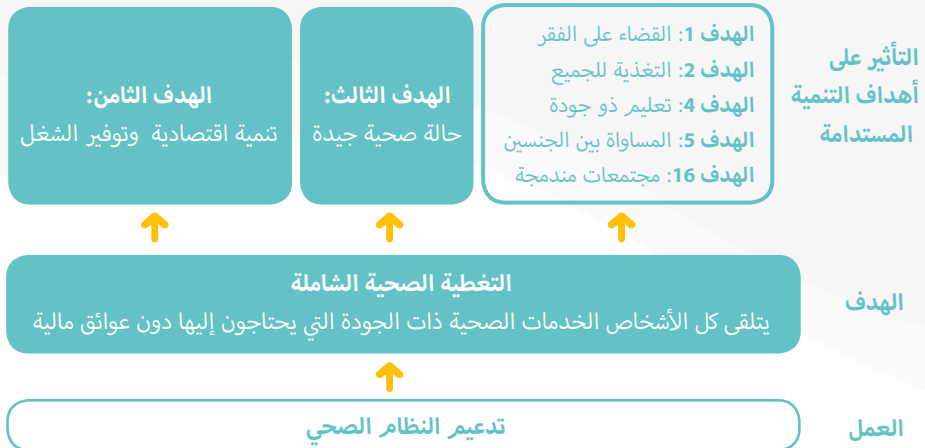 التأثير على
أهداف التنمية
المستدامة
الهدف 1: القضاء على الفقر
الهدف 2: التغذية للجميع
الهدف 4: تعليم ذو جودة
الهدف 5: المساواة بين الجنسين
الهدف 16: مجتمعات مندمجة
الهدف الثالث:
حالة صحية جيدة
الهدف الثامن:
تنمية اقتصادية وتوفير الشغل
الهدف
التغطية الصحية الشاملة
يتلقى كل الأشخاص الخدمات الصحية ذات الجودة التي يحتاجون إليها دون عوائق مالية
العمل
تدعيم النظام الصحي